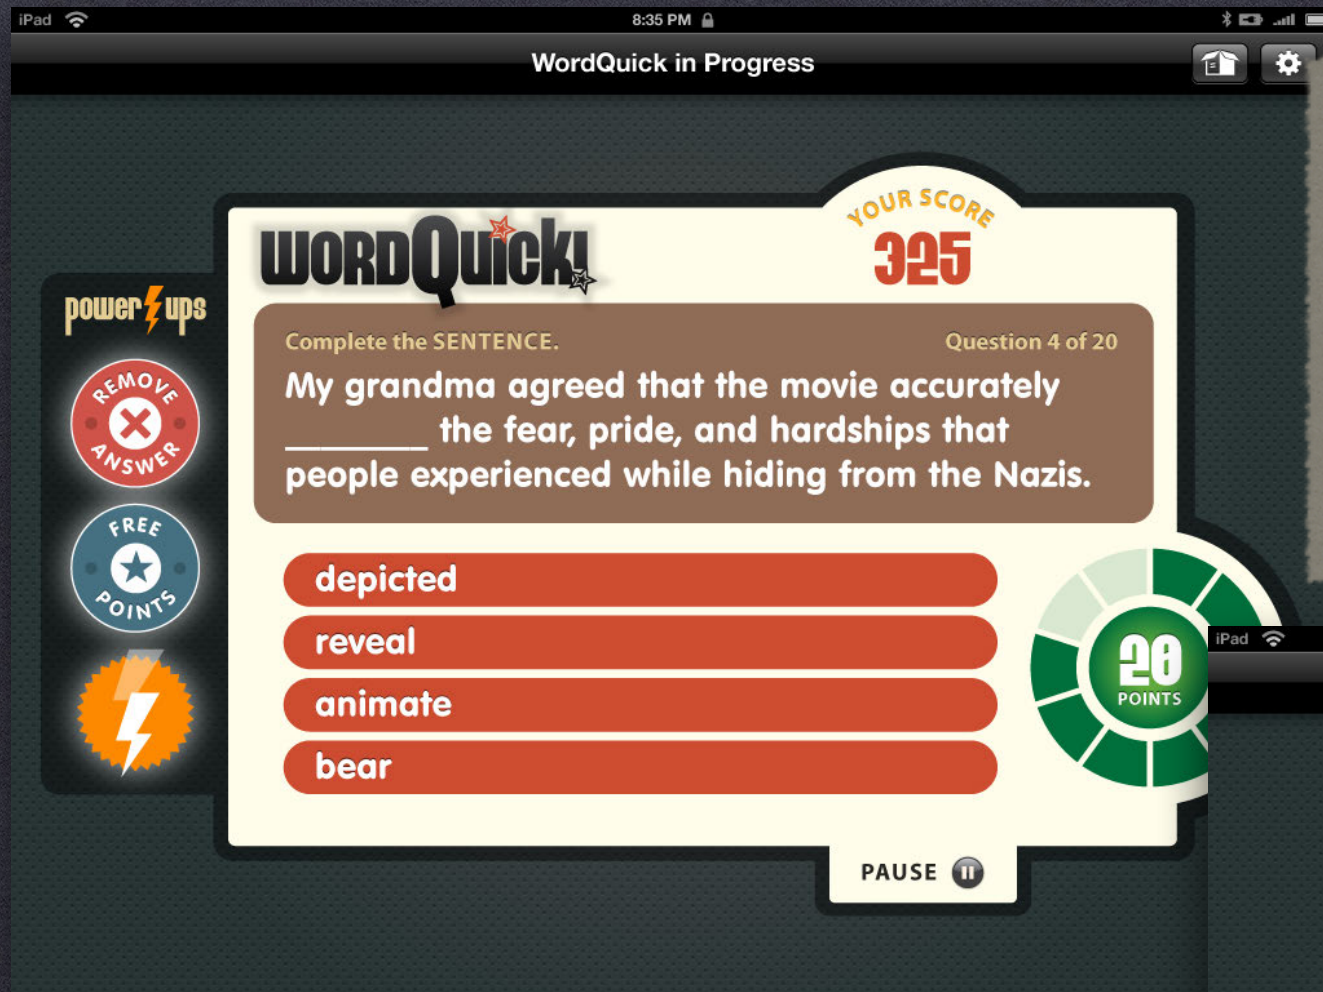 iPad
8:35 PM
WordQuick in Progress
YOUR SCORE
325
WORDQuick!
power ups
Complete the SENTENCE.
Question 4 of 20
My grandma agreed that the movie accurately
________ the fear, pride, and hardships that
people experienced while hiding from the Nazis.
REMOVE
ANSWER
FREE
POINTS
depicted
reveal
animate
bear
20
POINTS
PAUSE
iPad